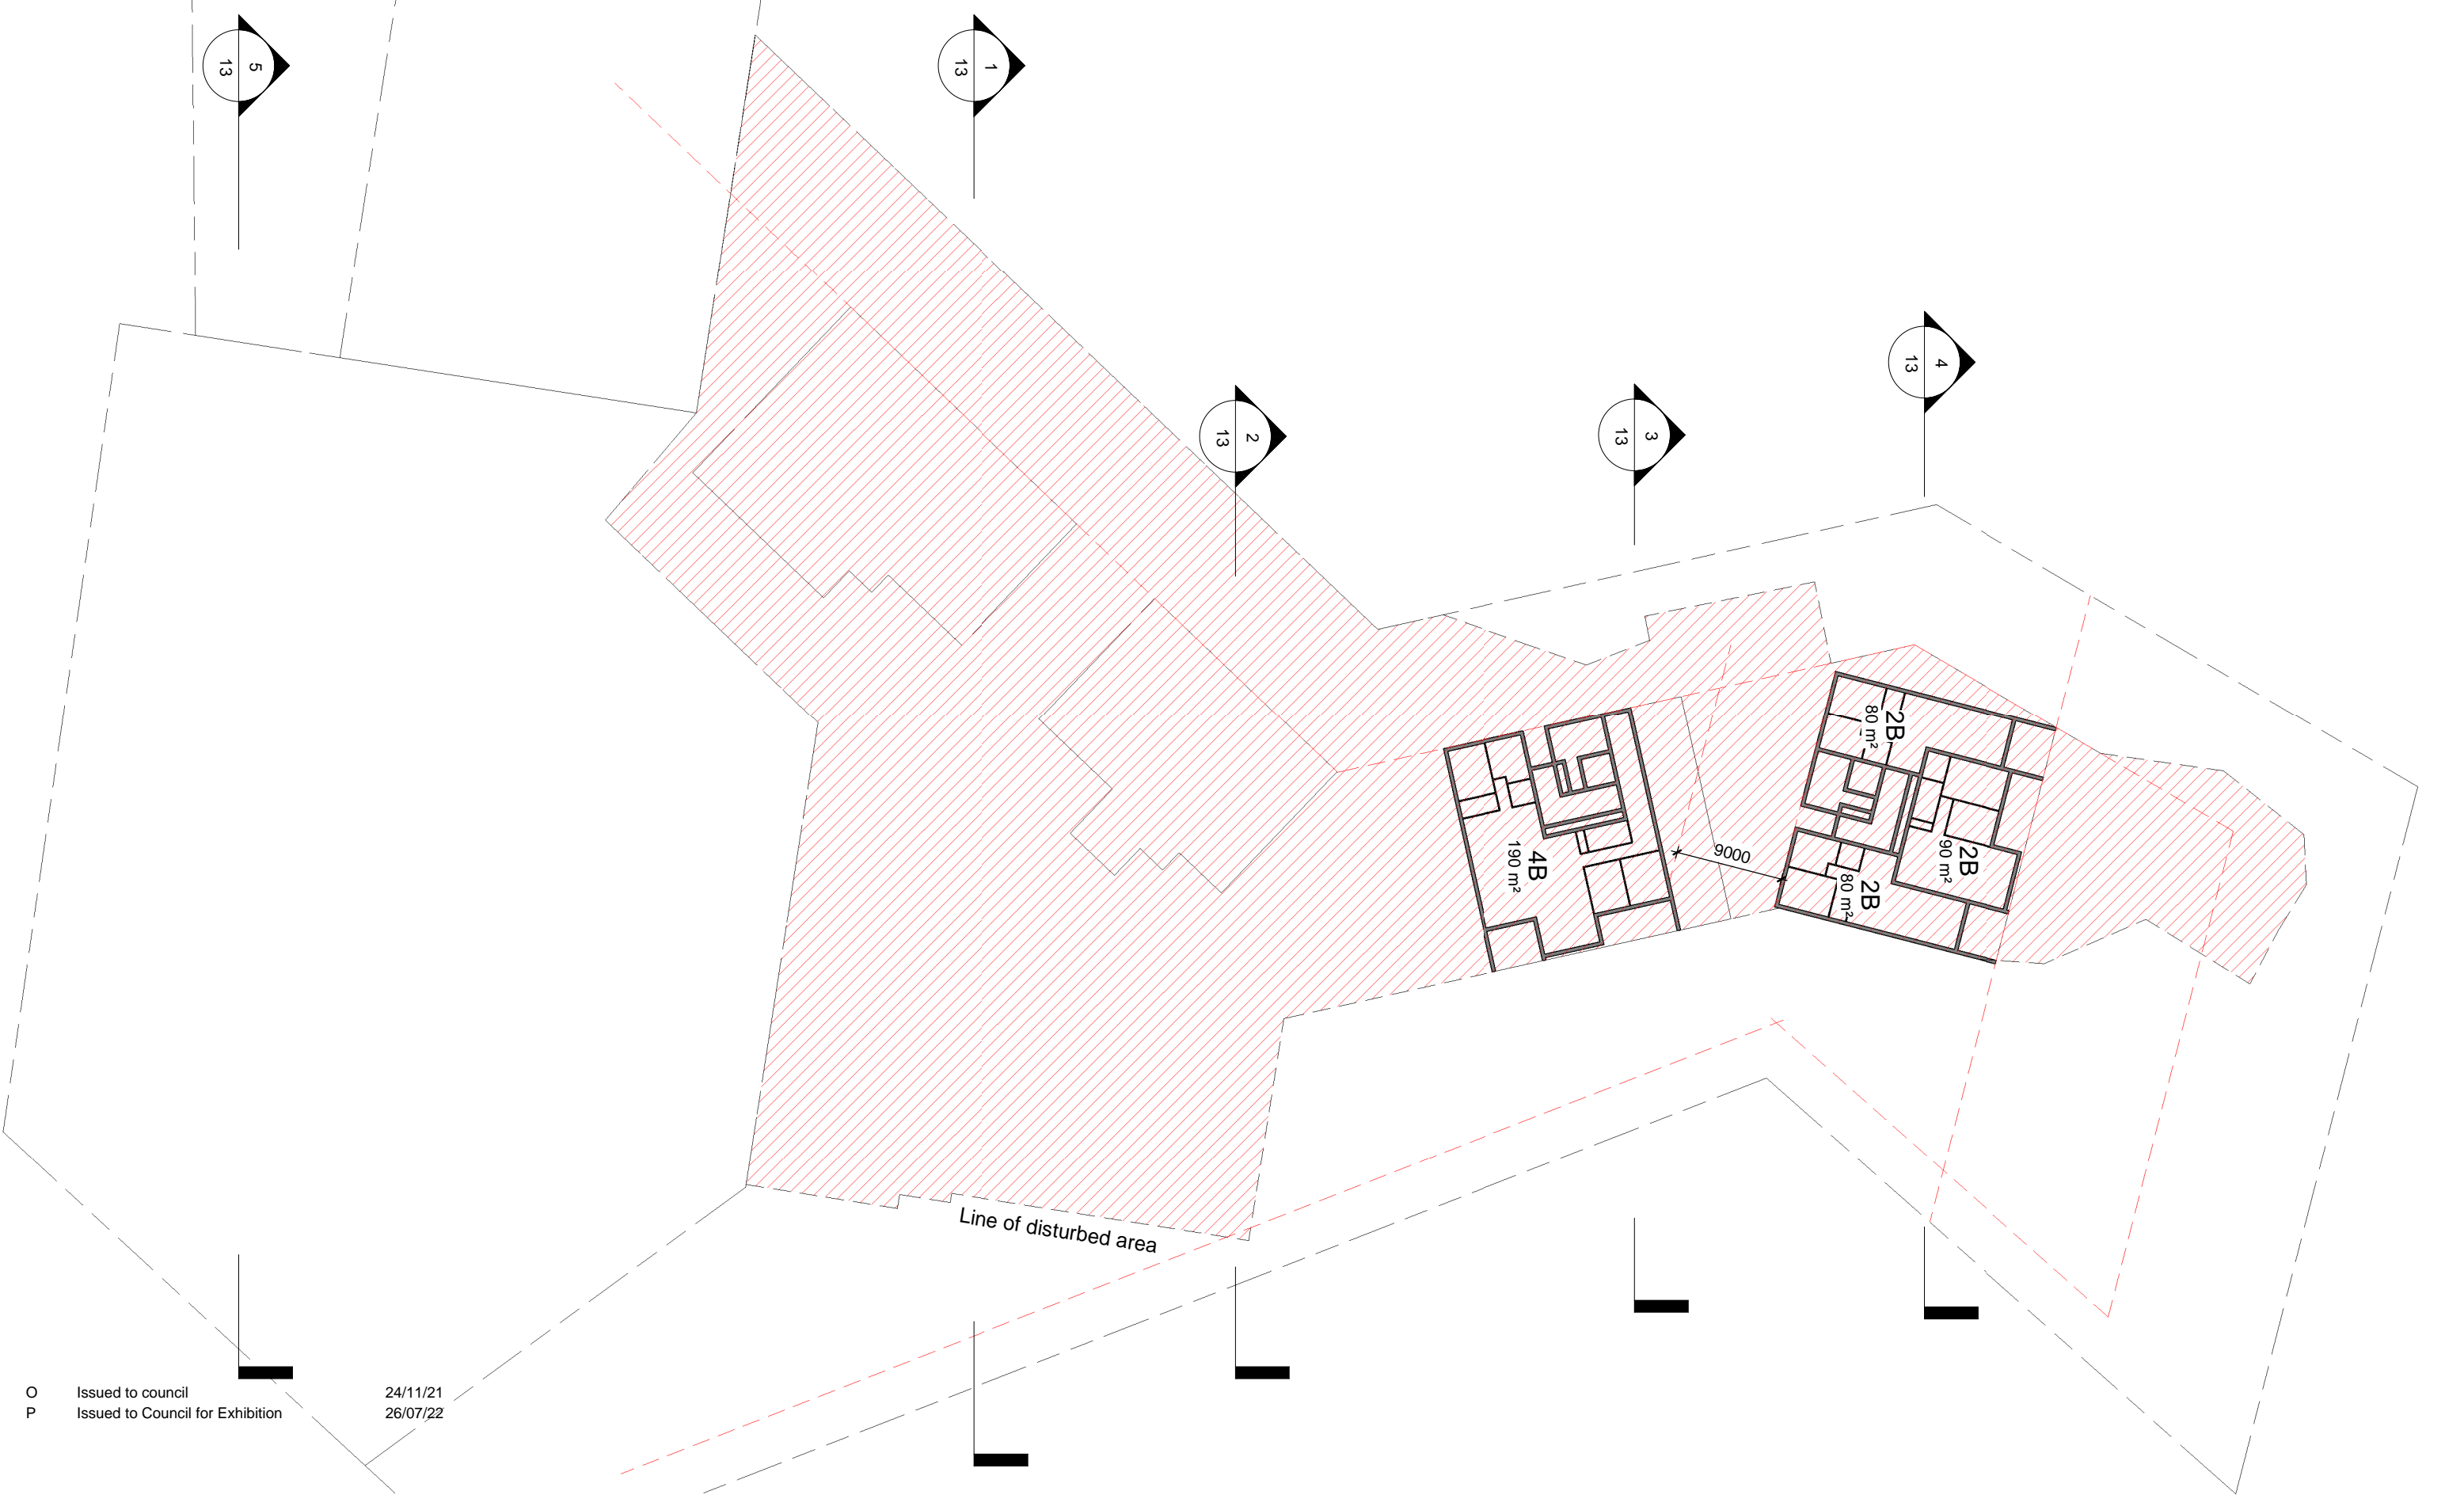 5
13
1
13
4
13
2
13
3
13
2B
80 m²
9000
4B
190 m²
2B
90 m²
2B
80 m²
Line of disturbed area
O Issued to council 24/11/21
P Issued to Council for Exhibition 26/07/22